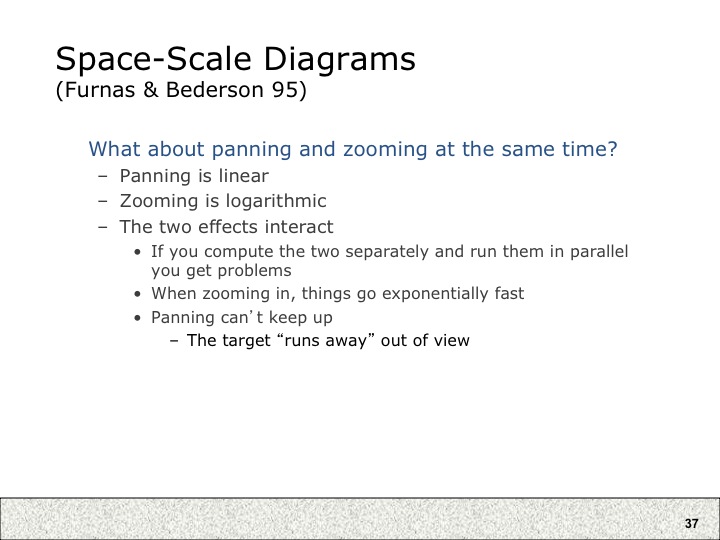 Space-Scale Diagrams
(Furnas & Bederson 95)
What about panning and zooming at the same time?
– Panning is linear
– Zooming is logarithmic
– The two effects interact
• If you compute the two separately and run them in parallel
you get problems
• When zooming in, things go exponentially fast
• Panning can’t keep up
– The target “runs away” out of view
37